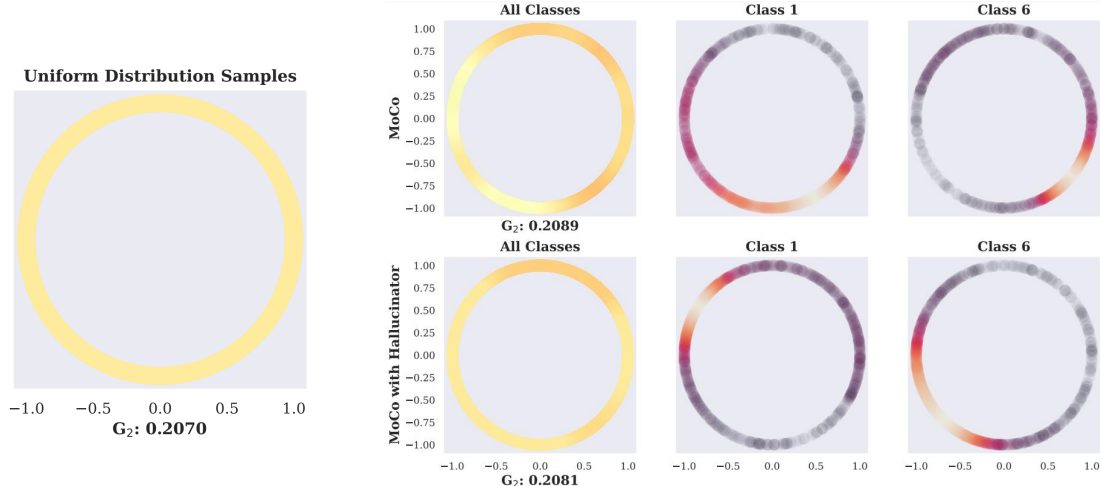 Uniform Distribution Samples
−1.0 −0.5 0.0 0.5 1.0
G₂: 0.2070
All Classes Class 1 Class 6
MoCo
1.00
0.75
0.50
0.25
0.00
−0.25
−0.50
−0.75
−1.00
G₂: 0.2089
All Classes Class 1 Class 6
MoCo with Hallucinator
1.00
0.75
0.50
0.25
0.00
−0.25
−0.50
−0.75
−1.00
−1.0 −0.5 0.0 0.5 1.0 −1.0 −0.5 0.0 0.5 1.0 −1.0 −0.5 0.0 0.5 1.0
G₂: 0.2081